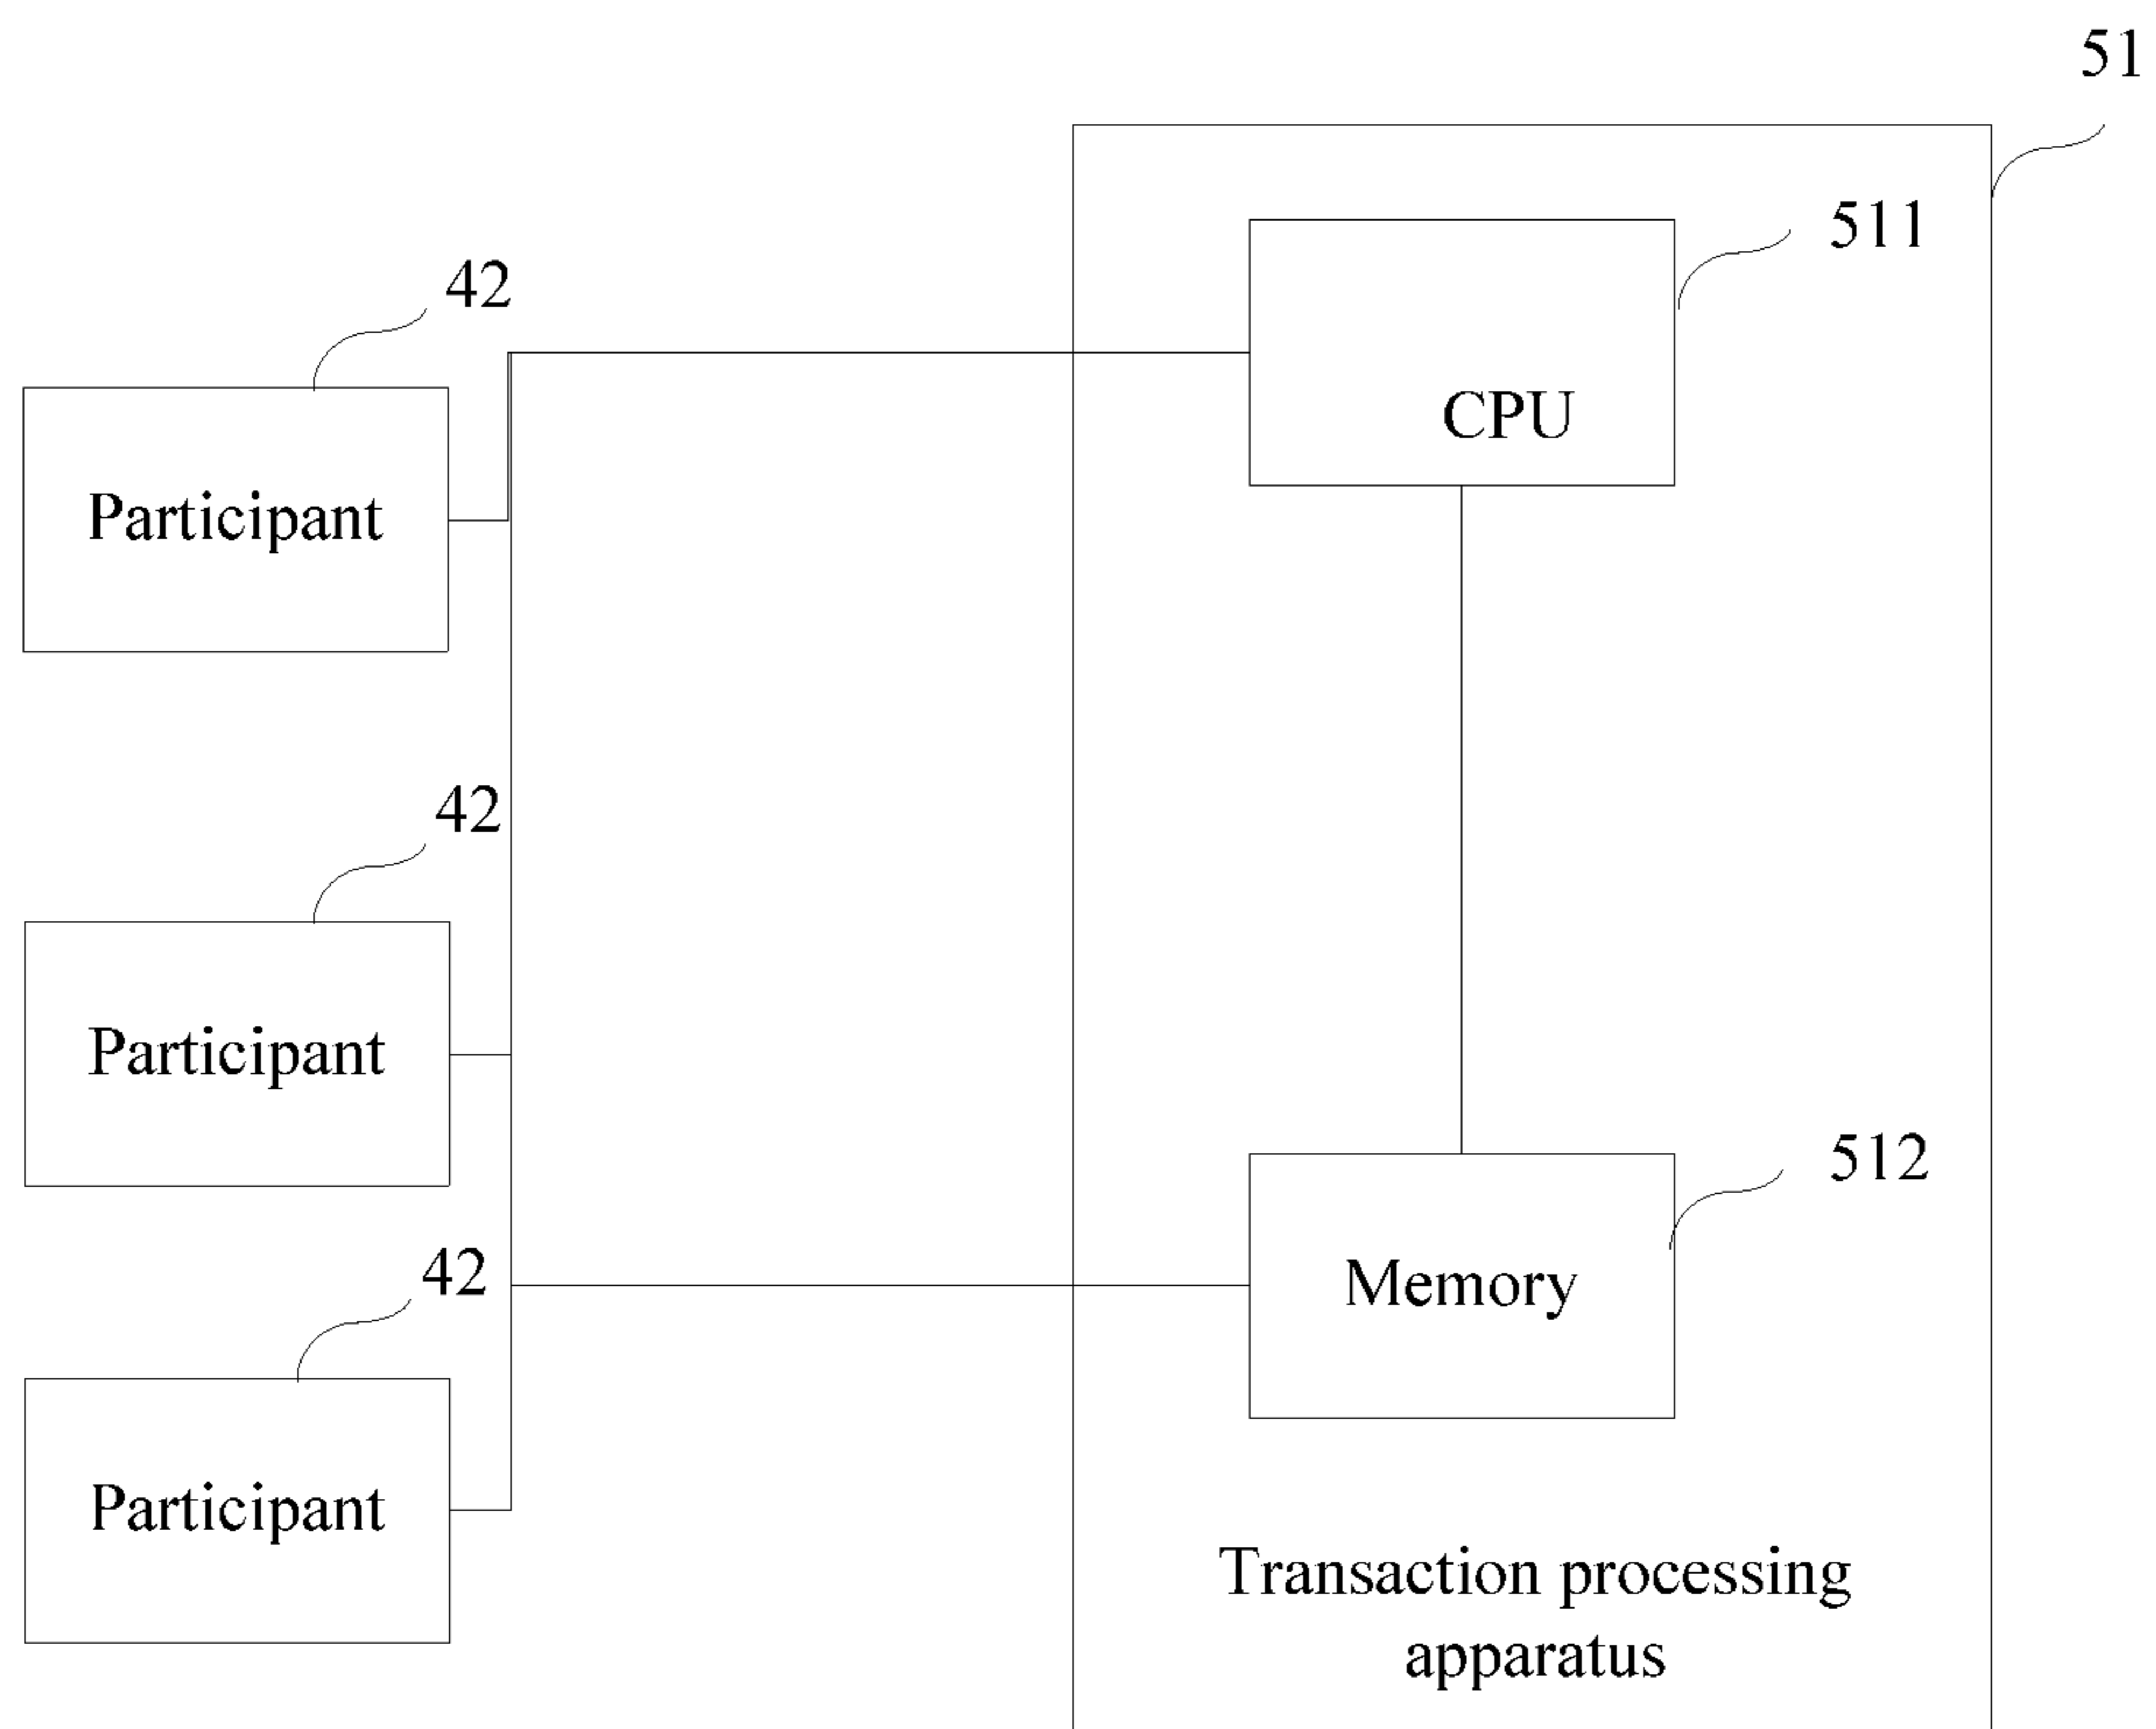 51
511
42
CPU
Participant
42
Participant
512
42
Memory
Participant
Transaction processing
apparatus